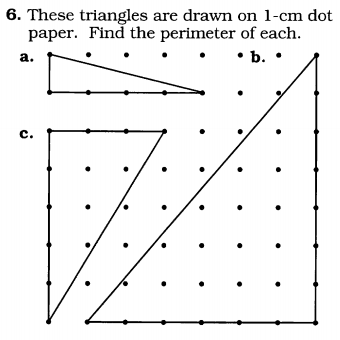 6. These triangles are drawn on 1-cm dot
paper. Find the perimeter of each.
a.
b.
c.